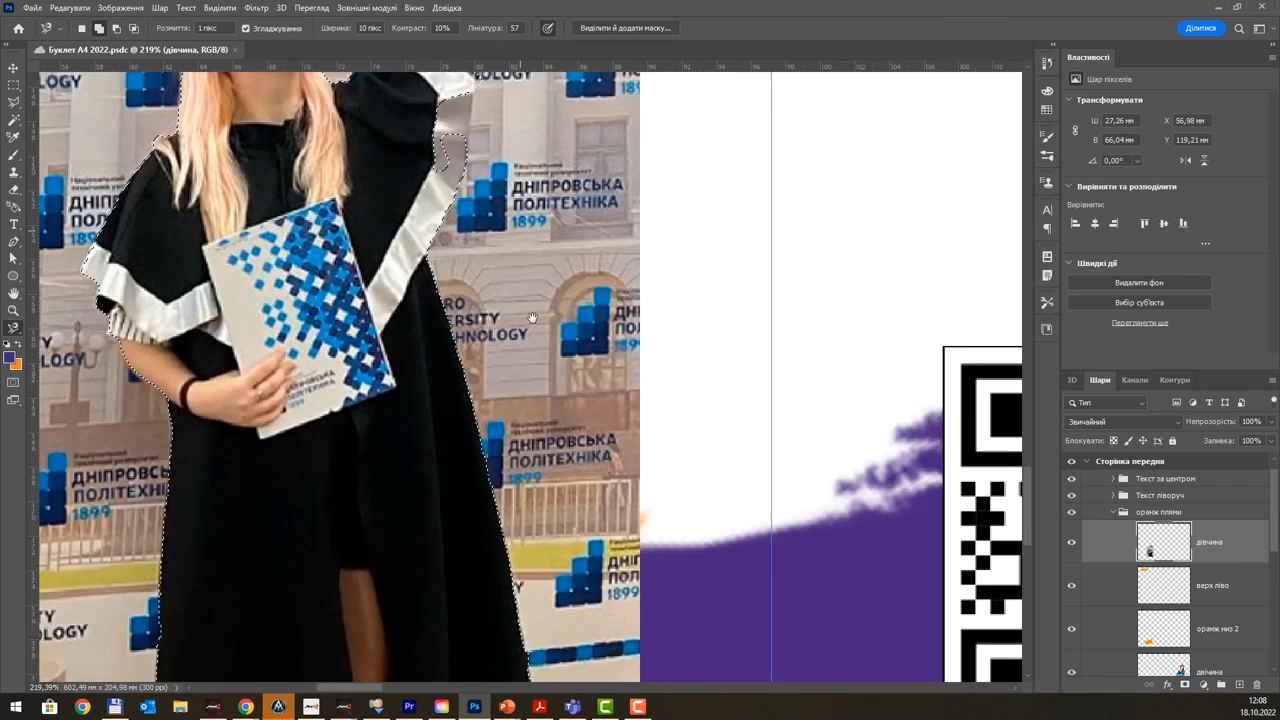 Файл Редагування Зображення Шар Текст Виділити Фільтр 3D Перегляд Зовнішні модулі Вікно Довідка
Розмиття: 1 пікс Згладжування Ширина: 10 пікс Контраст: 10% Лініатура: 57 Виділити й додати маску... Ділитися
Буклет А4 2022.psdc @ 219% (дівчина, RGB/8)
Властивості
Шар пікселів
Трансформувати
Ш 27,26 мм X 56,98 мм
В 66,04 мм Y 119,21 мм
0,00°
Вирівняти та розподілити
Вирівняти:
Швидкі дії
Видалити фон
Вибір суб'єкта
Переглянути ще
3D Шари Канали Контури
Тип
Звичайний Непрозорість: 100%
Блокувати: Заливка: 100%
Сторінка передня
Текст за центром
Текст ліворуч
оранж плями
дівчина
верх ліво
оранж низ 2
дівчина
ДНІПРОВСЬКА
ПОЛІТЕХНІКА
1899
ДНІПРОВСЬКА
ПОЛІТЕХНІКА
1899
219,39% 602,49 мм x 204,98 мм (300 ppi)
12:08
18.10.2022